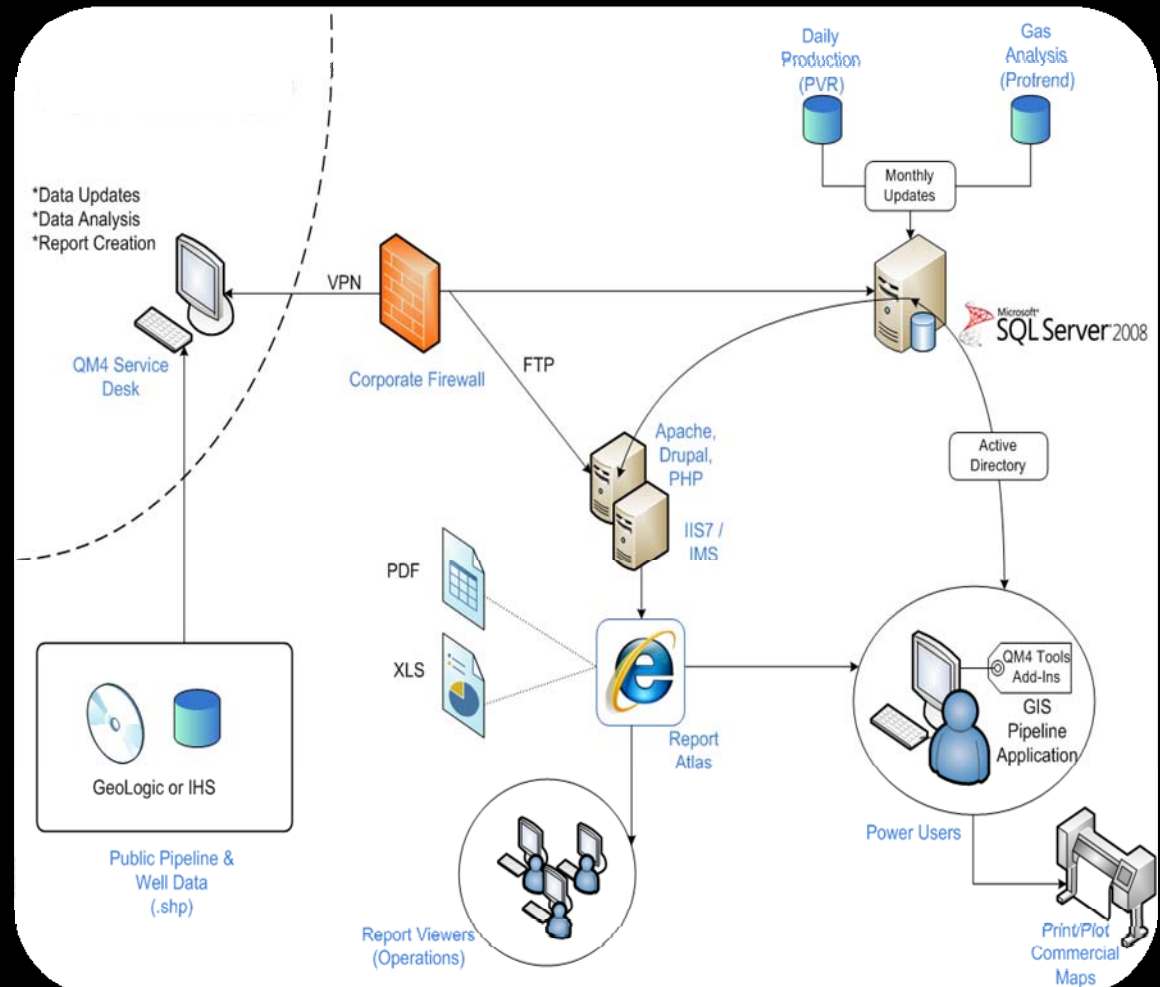 Daily
Production
(PVR)
Gas
Analysis
(Protrend)
Monthly
Updates
*Data Updates
*Data Analysis
*Report Creation
VPN
Microsoft®
SQL Server®2008
QM4 Service
Desk
Corporate Firewall
FTP
Apache,
Drupal,
PHP
Active
Directory
IIS7 /
IMS
PDF
XLS
QM4 Tools
Add-Ins
GIS
Pipeline
Application
Report
Atlas
GeoLogic or IHS
Power Users
Public Pipeline &
Well Data
(.shp)
Report Viewers
(Operations)
Print/Plot
Commercial
Maps